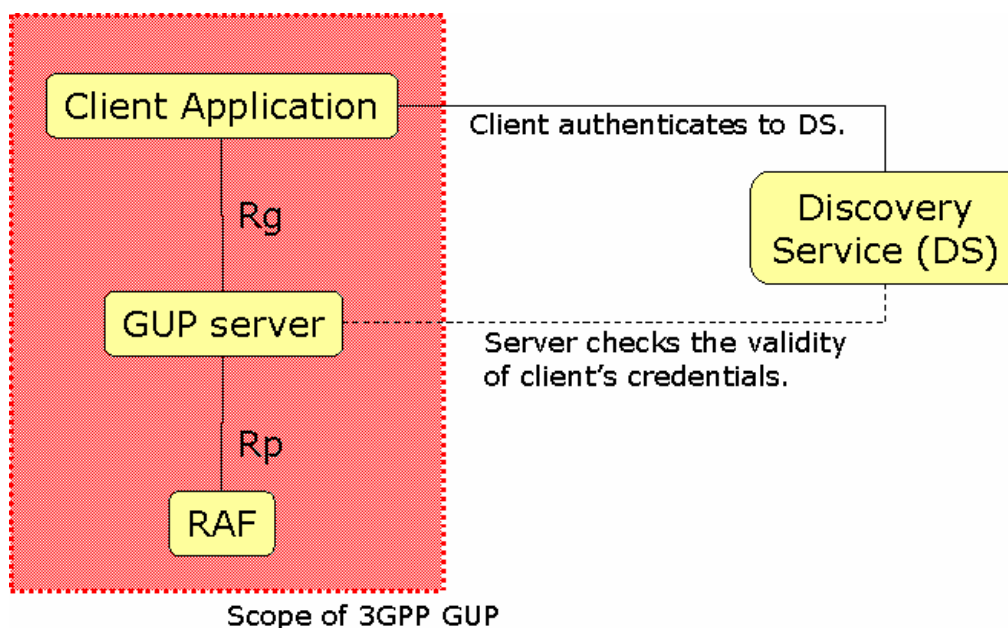 Client Application
Client authenticates to DS.
Rg
Discovery
Service (DS)
GUP server
Server checks the validity
of client's credentials.
Rp
RAF
Scope of 3GPP GUP